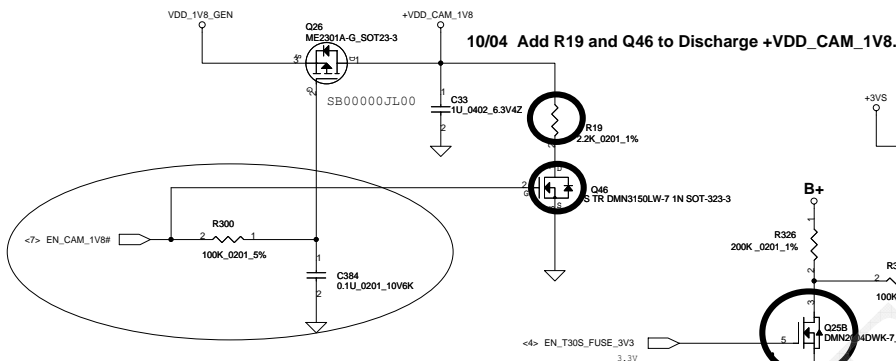 VDD_1V8_GEN
+VDD_CAM_1V8
Q26
ME2301A-G_SOT23-3
10/04 Add R19 and Q46 to Discharge +VDD_CAM_1V8.
3
S
D
1
G
2
SB00000JL00
1
C33
1U_0402_6.3V4Z
2
+3VS
R19
2.2K_0201_1%
D
2
G
Q46
S TR DMN3150LW-7 1N SOT-323-3
S
B+
1
R326
200K _0201_1%
2
R300
<7> EN_CAM_1V8#
2
1
100K_0201_5%
1
C384
0.1U_0201_10V6K
2
100K
3
Q25B
5
<4> EN_T30S_FUSE_3V3
3.3V